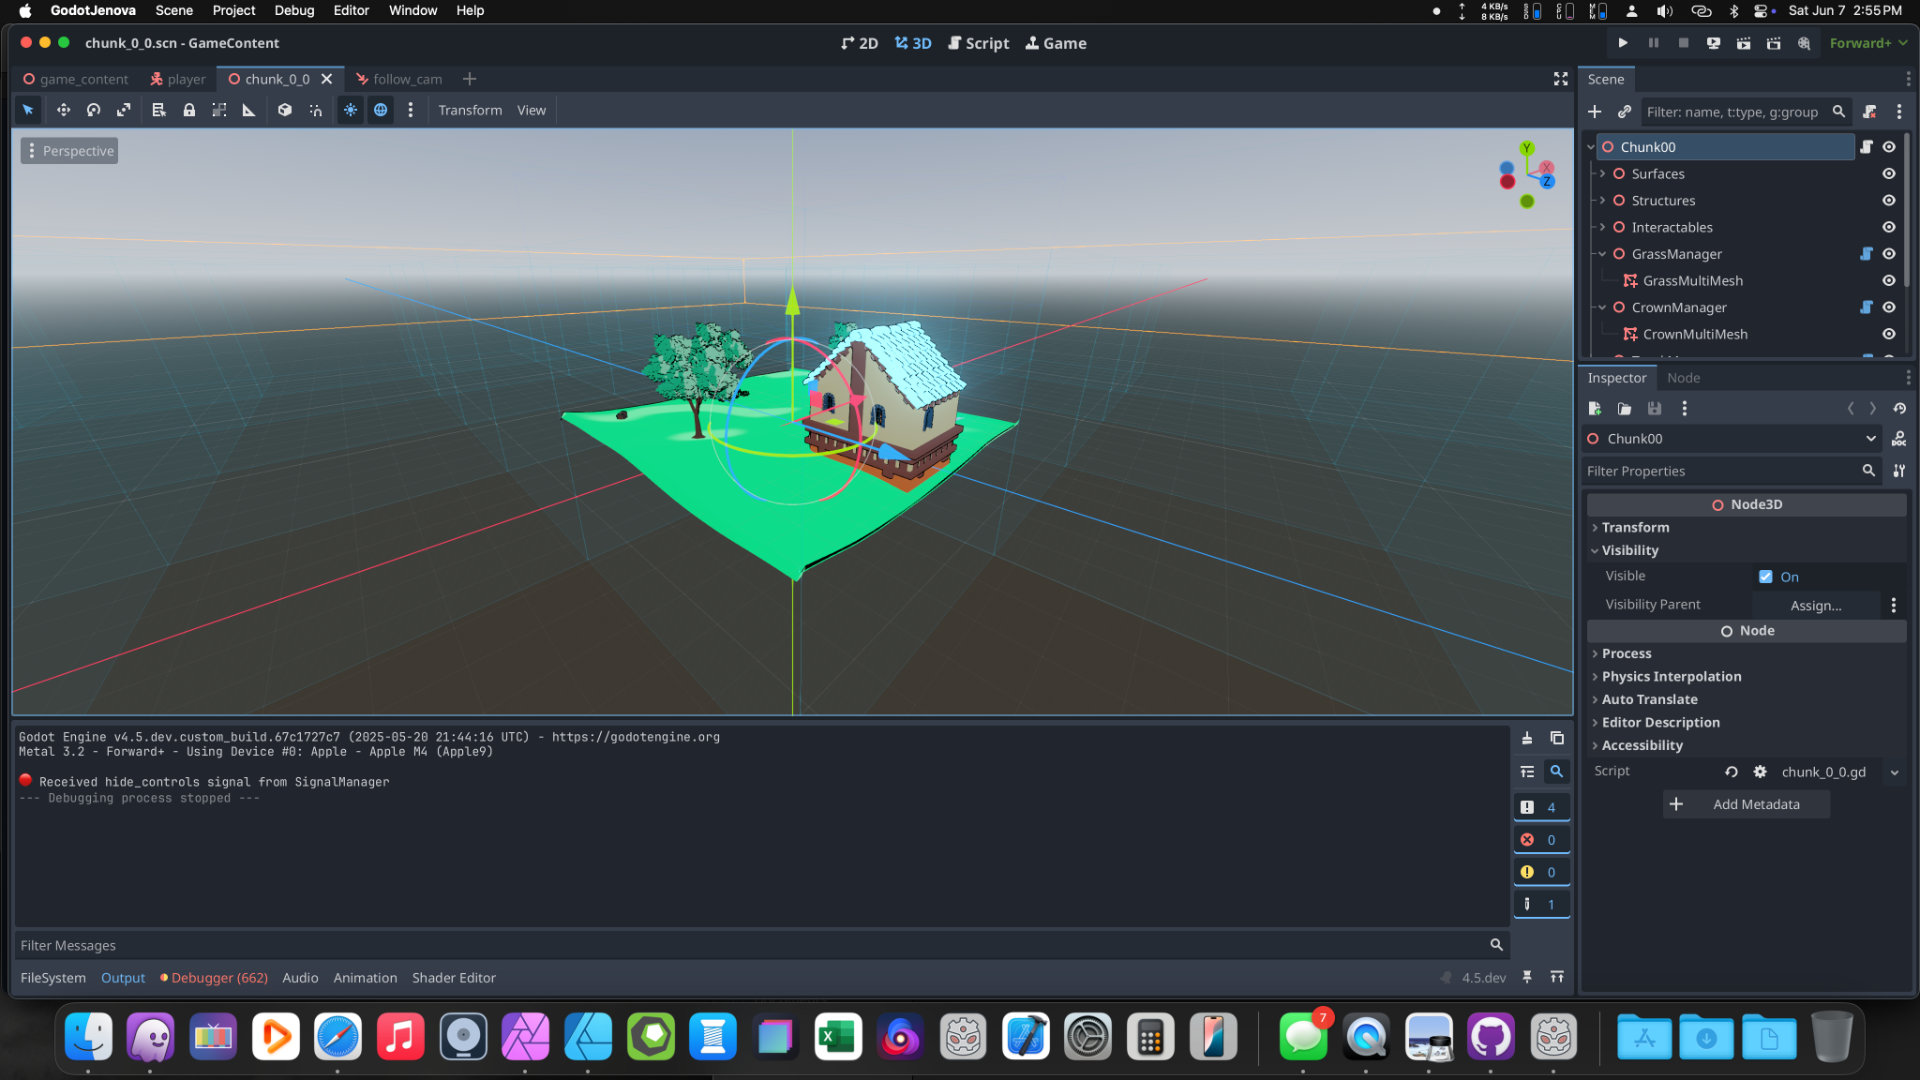 GodotJenova Scene Project Debug Editor Window Help
4 KB/s
8 KB/s
Sat Jun 7 2:55 PM
chunk_0_0.scn - GameContent
2D 3D Script Game
Forward+
game_content player chunk_0_0 follow_cam
Scene
Transform View
Filter: name, t:type, g:group
Perspective
Y
X
Z
Chunk00
Surfaces
Structures
Interactables
GrassManager
GrassMultiMesh
CrownManager
CrownMultiMesh
Inspector Node
Chunk00
DOC
Filter Properties
Node3D
Transform
Visibility
Visible On
Visibility Parent Assign...
Node
Process
Physics Interpolation
Auto Translate
Editor Description
Accessibility
Script chunk_0_0.gd
Add Metadata
Godot Engine v4.5.dev.custom_build.67c1727c7 (2025-05-20 21:44:16 UTC) - https://godotengine.org
Metal 3.2 - Forward+ - Using Device #0: Apple - Apple M4 (Apple9)
Received hide_controls signal from SignalManager
--- Debugging process stopped ---
4
0
0
1
Filter Messages
FileSystem Output Debugger (662) Audio Animation Shader Editor
4.5.dev
7